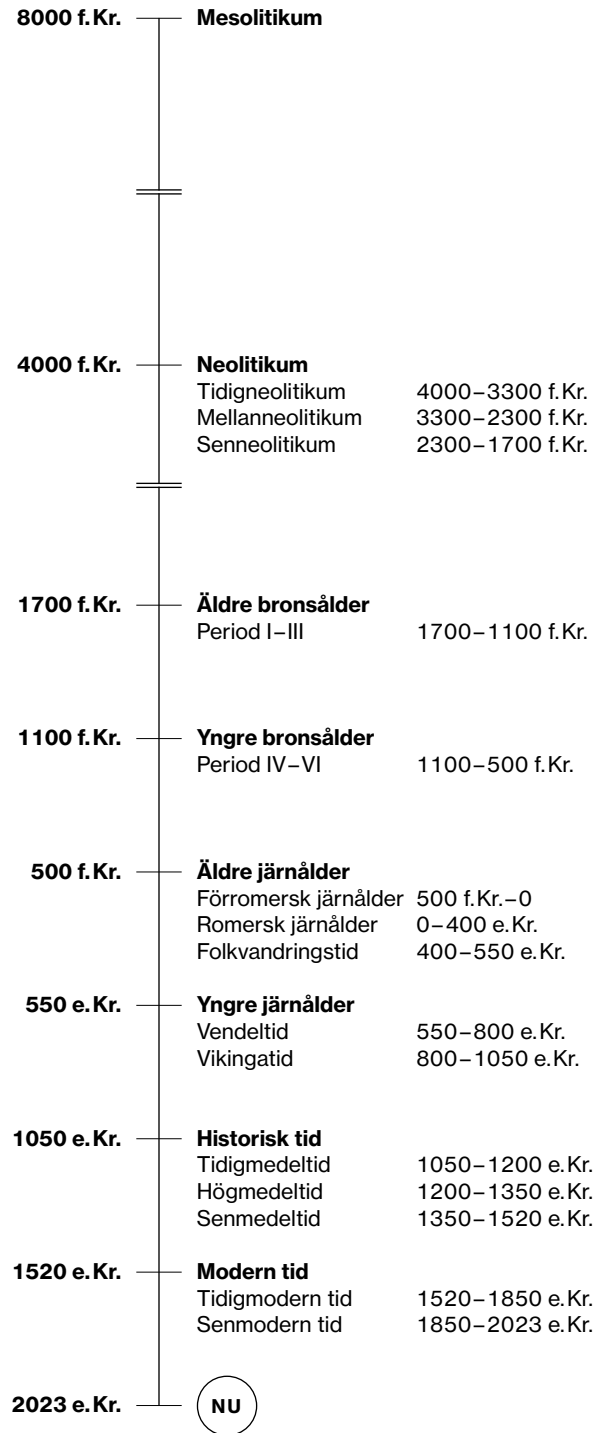 8000 f.Kr. Mesolitikum
4000 f.Kr. Neolitikum
Tidigneolitikum 4000–3300 f.Kr.
Mellanneolitikum 3300–2300 f.Kr.
Senneolitikum 2300–1700 f.Kr.
1700 f.Kr. Äldre bronsålder
Period I–III 1700–1100 f.Kr.
1100 f.Kr. Yngre bronsålder
Period IV–VI 1100–500 f.Kr.
500 f.Kr. Äldre järnålder
Förromersk järnålder 500 f.Kr.–0
Romersk järnålder 0–400 e.Kr.
Folkvandringstid 400–550 e.Kr.
550 e.Kr. Yngre järnålder
Vendeltid 550–800 e.Kr.
Vikingatid 800–1050 e.Kr.
1050 e.Kr. Historisk tid
Tidigmedeltid 1050–1200 e.Kr.
Högmedeltid 1200–1350 e.Kr.
Senmedeltid 1350–1520 e.Kr.
1520 e.Kr. Modern tid
Tidigmodern tid 1520–1850 e.Kr.
Senmodern tid 1850–2023 e.Kr.
2023 e.Kr. NU